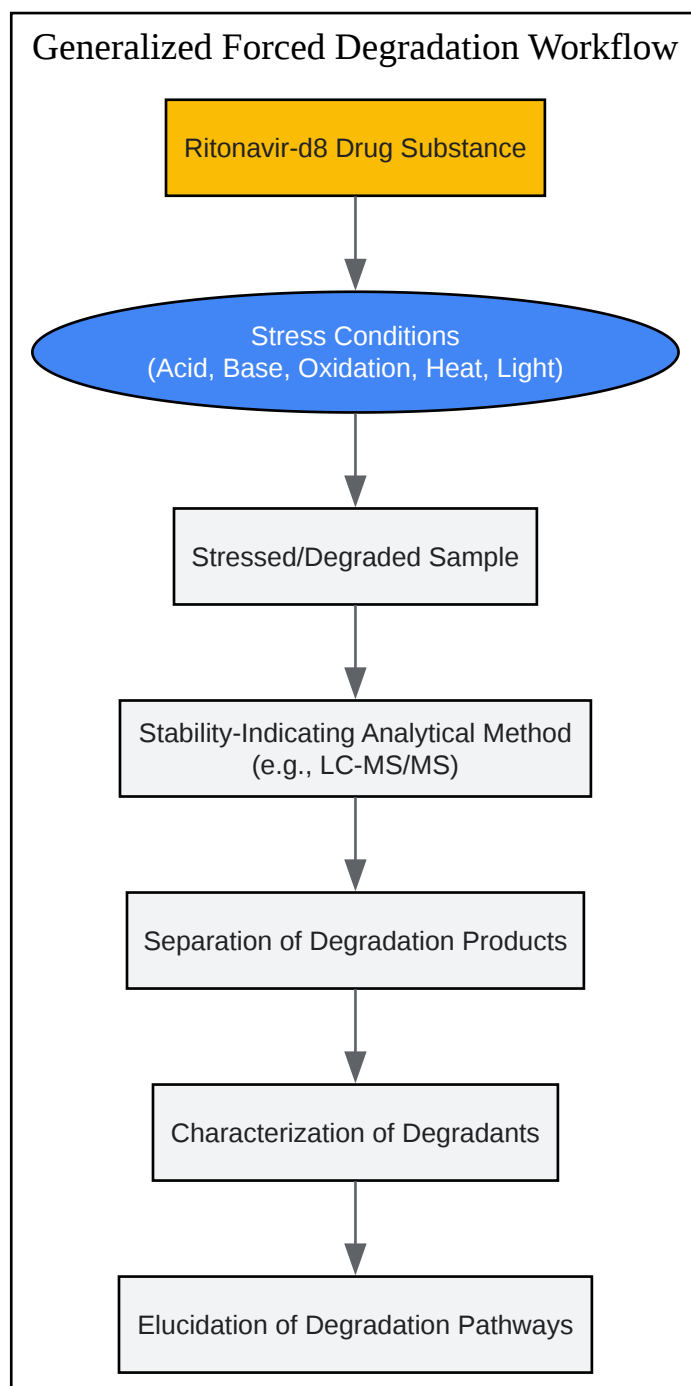 Generalized Forced Degradation Workflow
Ritonavir-d8 Drug Substance
Stress Conditions
(Acid, Base, Oxidation, Heat, Light)
Stressed/Degraded Sample
Stability-Indicating Analytical Method
(e.g., LC-MS/MS)
Separation of Degradation Products
Characterization of Degradants
Elucidation of Degradation Pathways